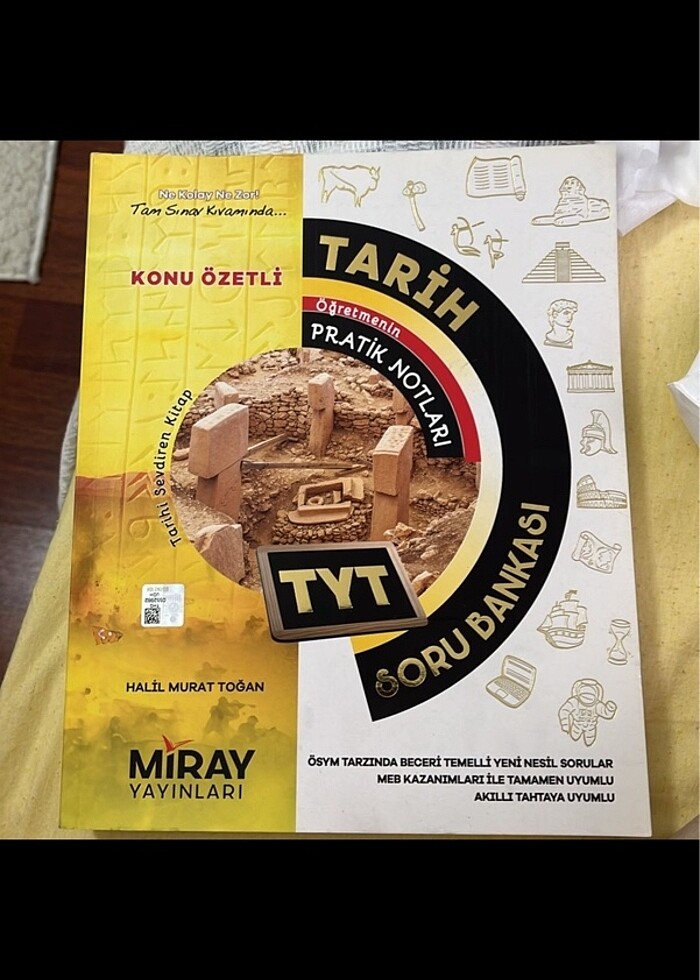 Ne Kolay Ne Zor!
Tam Sınav Kıvamında...
KONU ÖZETLİ
TARİH
Öğretmenin
PRATİK NOTLARI
Tarihi Sevdiren Kitap
TYT
SORU BANKASI
HALİL MURAT TOĞAN
MİRAY
YAYINLARI
ÖSYM TARZINDA BECERİ TEMELLİ YENİ NESİL SORULAR
MEB KAZANIMLARI İLE TAMAMEN UYUMLU
AKILLI TAHTAYA UYUMLU